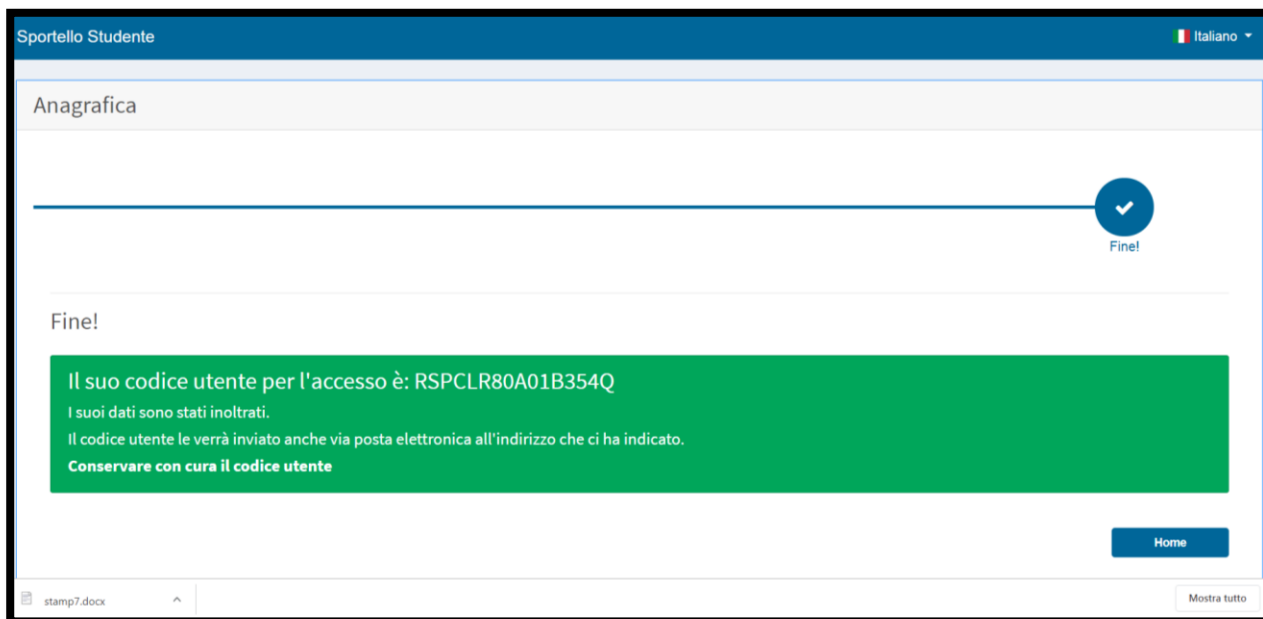 Sportello Studente
Italiano
Anagrafica
Fine!
Fine!
Il suo codice utente per l'accesso è: RSPCLR80A01B354Q
I suoi dati sono stati inoltrati.
Il codice utente le verrà inviato anche via posta elettronica all'indirizzo che ci ha indicato.
Conservare con cura il codice utente
Home
stamp7.docx
Mostra tutto